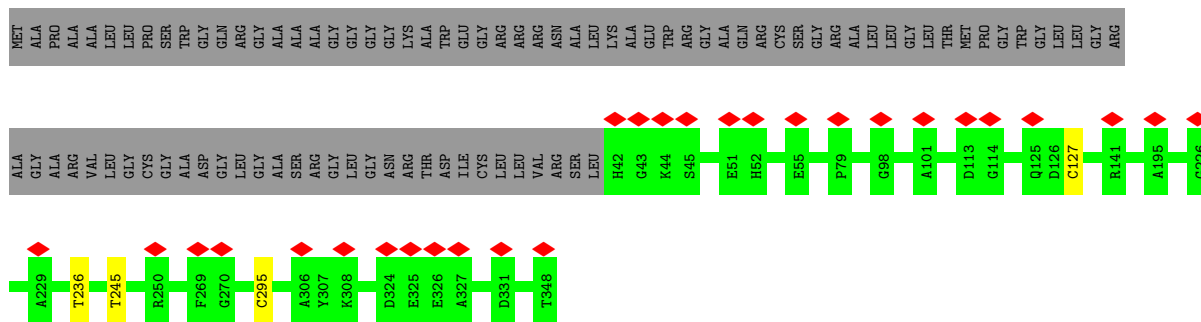 MET ALA PRO ALA ALA LEU LEU PRO SER TRP GLY GLN ARG GLY ALA ALA ALA GLY GLY GLY GLY LYS ALA TRP GLU GLY ARG ARG ARG ASN ALA LEU LYS ALA GLU TRP ARG GLY ALA GLN ARG CYS SER GLY ARG ALA LEU LEU GLY LEU THR MET PRO GLY TRP GLY LEU LEU GLY ARG
ALA GLY ALA ARG VAL LEU GLY CYS GLY ALA ASP GLY LEU GLY ALA SER ARG GLY LEU GLY ASN ARG THR ASP ILE CYS LEU LEU VAL ARG SER LEU H42 G43 K44 S45 E51 H52 E55 P79 G98 A101 D113 G114 Q125 D126 C127 R141 A195
A229 T236 T245 R250 F269 G270 C295 A306 Y307 K308 D324 E325 E326 A327 D331 T348